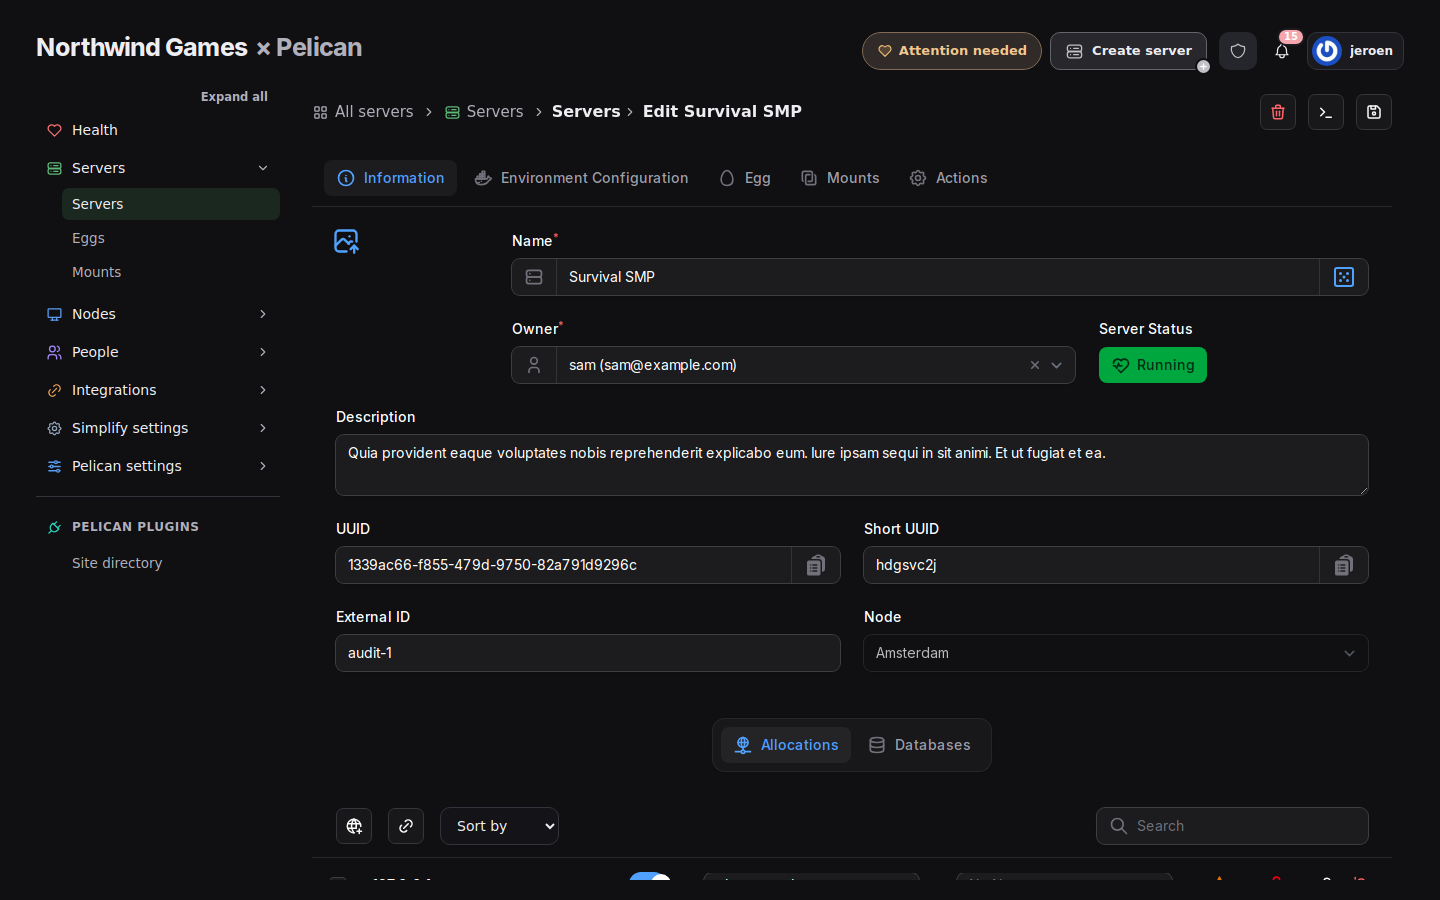 Northwind Games × Pelican
Attention needed
Create server
15
jeroen
Expand all
Health
Servers
Servers
Eggs
Mounts
Nodes
People
Integrations
Simplify settings
Pelican settings
PELICAN PLUGINS
Site directory
All servers > Servers > Servers > Edit Survival SMP
Information
Environment Configuration
Egg
Mounts
Actions
Name*
Survival SMP
Owner*
Server Status
sam (sam@example.com)
Running
Description
Quia provident eaque voluptates nobis reprehenderit explicabo eum. Iure ipsam sequi in sit animi. Et ut fugiat et ea.
UUID
Short UUID
1339ac66-f855-479d-9750-82a791d9296c
hdgsvc2j
External ID
Node
audit-1
Amsterdam
Allocations
Databases
Sort by
Search